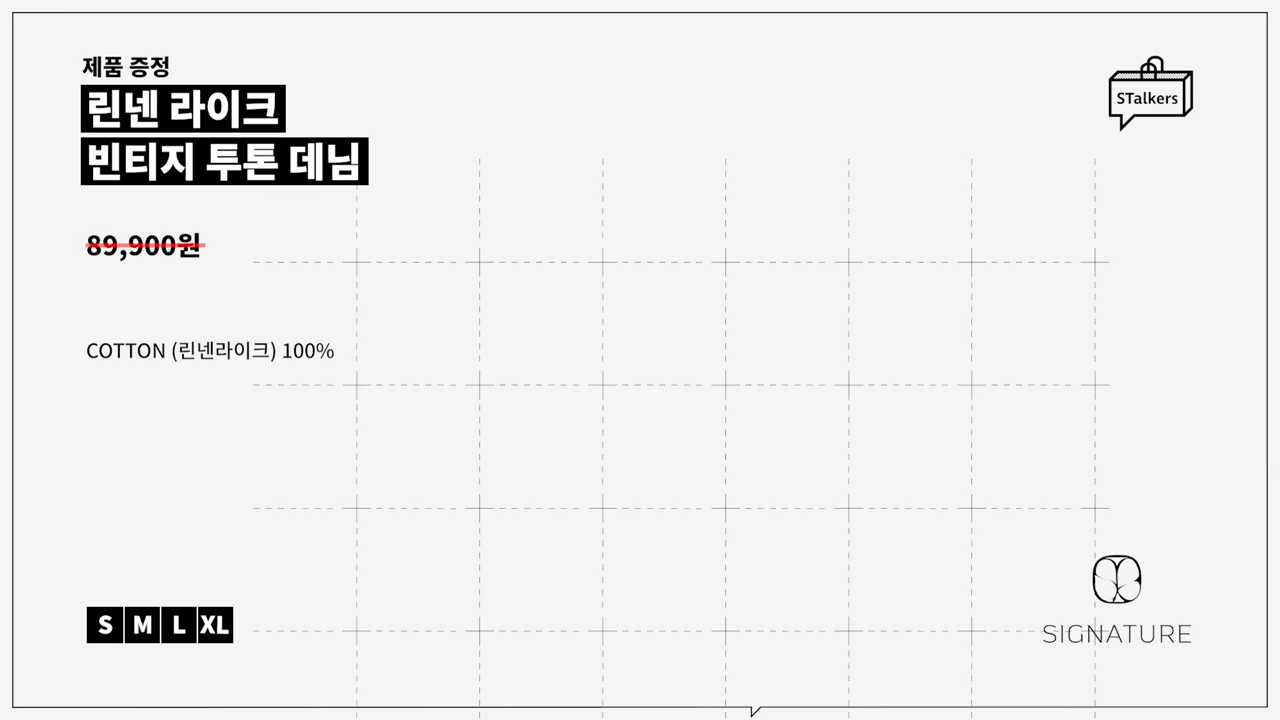 제품 증정
린넨 라이크
빈티지 투톤 데님
89,900원
COTTON (린넨라이크) 100%
S M L XL
STalkers
SIGNATURE